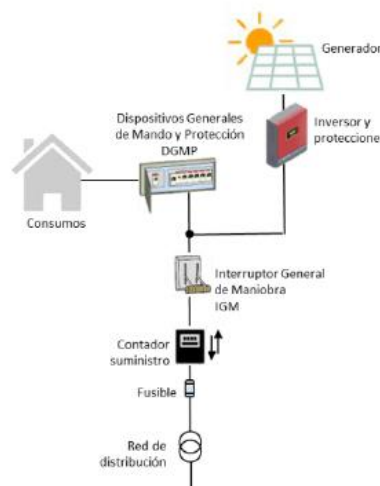 Generador
Dispositivos Generales
de Mando y Protección
DGMP
Inversor y
proteccione
Consumos
Interruptor General
de Maniobra
IGM
Contador
suministro
Fusible
Red de
distribución